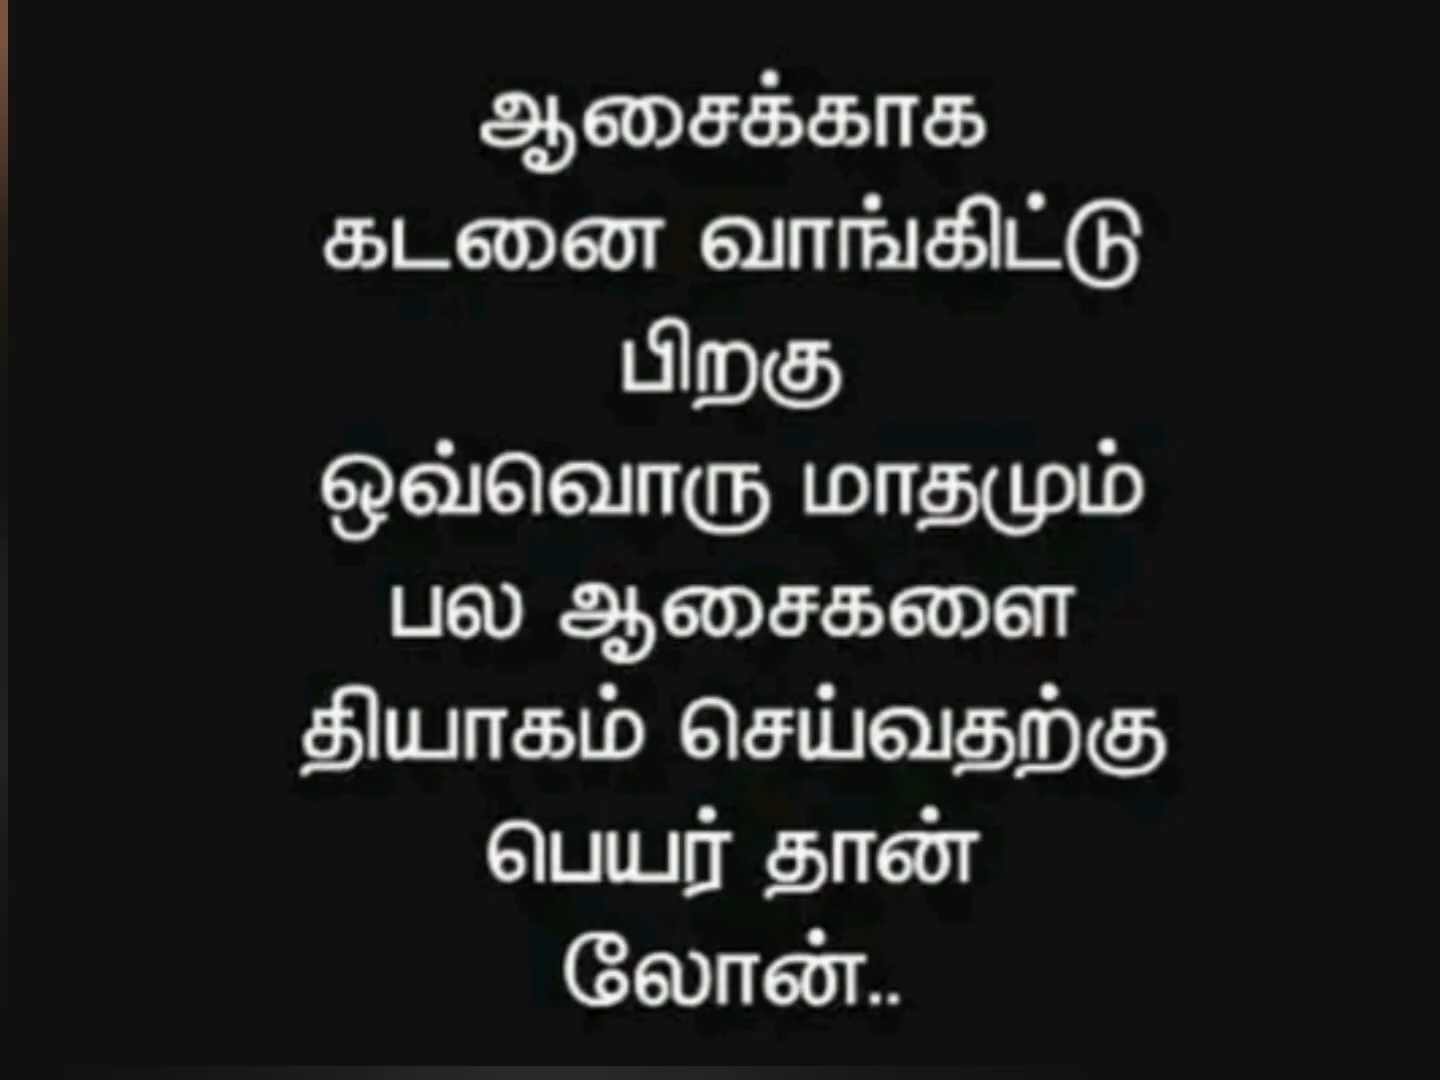 ஆசைக்காக
கடனை வாங்கிட்டு
பிறகு
ஒவ்வொரு மாதமும்
பல ஆசைகளை
தியாகம் செய்வதற்கு
பெயர் தான்
லோன்..